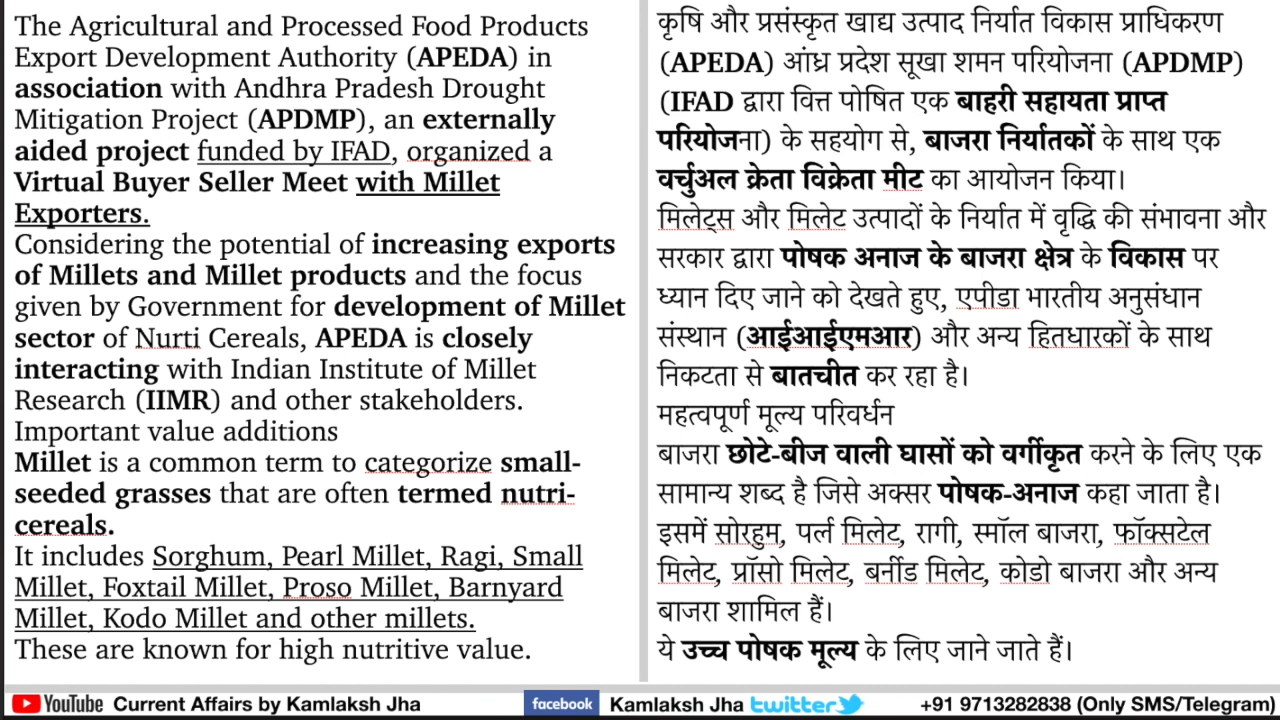 The Agricultural and Processed Food Products
Export Development Authority (APEDA) in
association with Andhra Pradesh Drought
Mitigation Project (APDMP), an externally
aided project funded by IFAD, organized a
Virtual Buyer Seller Meet with Millet
Exporters.
Considering the potential of increasing exports
of Millets and Millet products and the focus
given by Government for development of Millet
sector of Nurti Cereals, APEDA is closely
interacting with Indian Institute of Millet
Research (IIMR) and other stakeholders.
Important value additions
Millet is a common term to categorize small-
seeded grasses that are often termed nutri-
cereals.
It includes Sorghum, Pearl Millet, Ragi, Small
Millet, Foxtail Millet, Proso Millet, Barnyard
Millet, Kodo Millet and other millets.
These are known for high nutritive value.
कृषि और प्रसंस्कृत खाद्य उत्पाद निर्यात विकास प्राधिकरण
(APEDA) आंध्र प्रदेश सूखा शमन परियोजना (APDMP)
(IFAD द्वारा वित्त पोषित एक बाहरी सहायता प्राप्त
परियोजना) के सहयोग से, बाजरा निर्यातकों के साथ एक
वर्चुअल क्रेता विक्रेता मीट का आयोजन किया।
मिलेट्स और मिलेट उत्पादों के निर्यात में वृद्धि की संभावना और
सरकार द्वारा पोषक अनाज के बाजरा क्षेत्र के विकास पर
ध्यान दिए जाने को देखते हुए, एपीडा भारतीय अनुसंधान
संस्थान (आईआईएमआर) और अन्य हितधारकों के साथ
निकटता से बातचीत कर रहा है।
महत्वपूर्ण मूल्य परिवर्धन
बाजरा छोटे-बीज वाली घासों को वर्गीकृत करने के लिए एक
सामान्य शब्द है जिसे अक्सर पोषक-अनाज कहा जाता है।
इसमें सोरहुम, पर्ल मिलेट, रागी, स्मॉल बाजरा, फॉक्सटेल
मिलेट, प्रॉसो मिलेट, बर्नीड मिलेट, कोडो बाजरा और अन्य
बाजरा शामिल हैं।
ये उच्च पोषक मूल्य के लिए जाने जाते हैं।
YouTube Current Affairs by Kamlaksh Jha facebook Kamlaksh Jha twitter +91 9713282838 (Only SMS/Telegram)